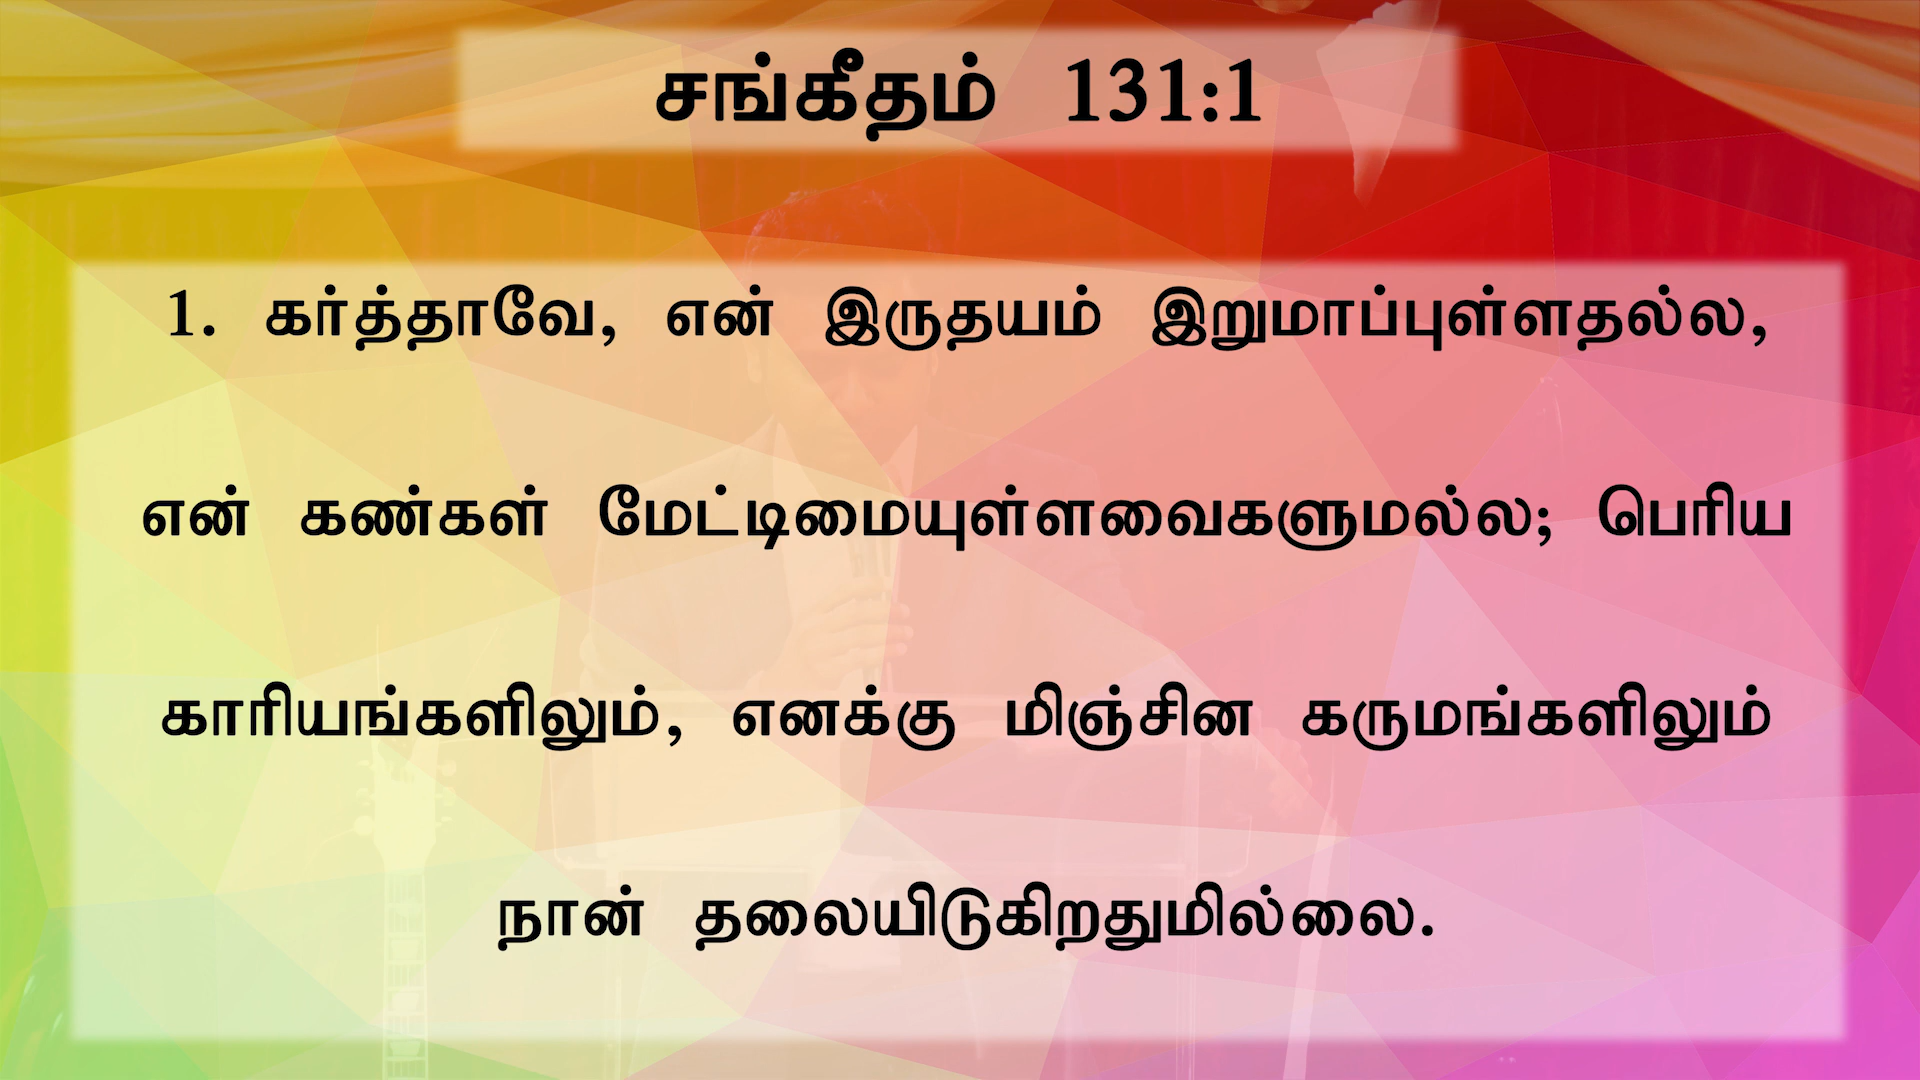 சங்கீதம் 131:1
1. கர்த்தாவே, என் இருதயம் இறுமாப்புள்ளதல்ல,
என் கண்கள் மேட்டிமையுள்ளவைகளுமல்ல; பெரிய
காரியங்களிலும், எனக்கு மிஞ்சின கருமங்களிலும்
நான் தலையிடுகிறதுமில்லை.